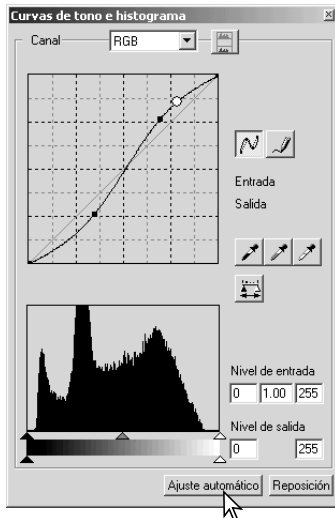 Curvas de tono e histograma
Canal RGB
Entrada
Salida
Nivel de entrada
0 1.00 255
Nivel de salida
0 255
Ajuste automático Reposición